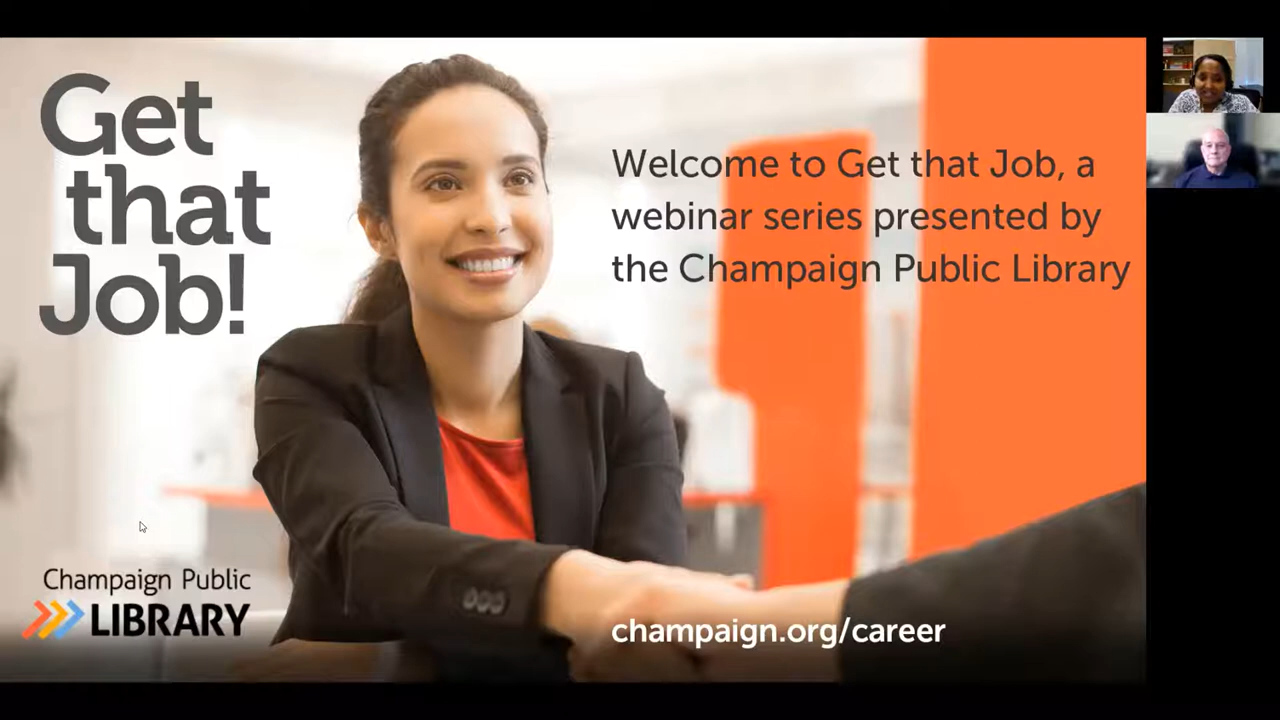 Get
that
Job!
Welcome to Get that Job, a
webinar series presented by
the Champaign Public Library
Champaign Public
LIBRARY
champaign.org/career